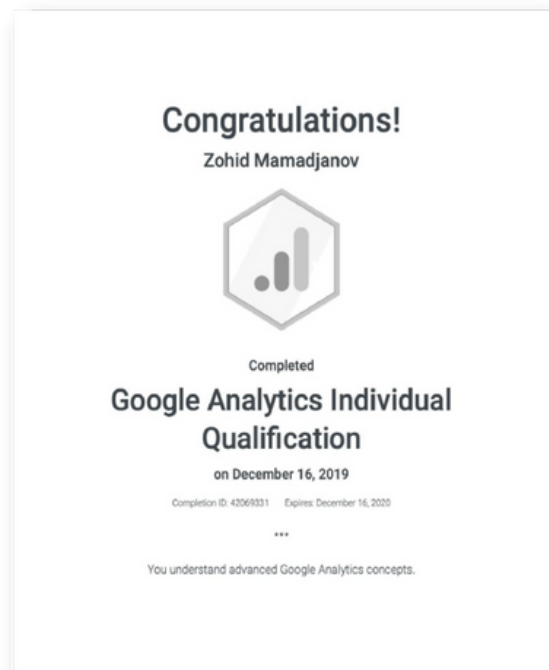 Congratulations!
Zohid Mamadjanov
Completed
Google Analytics Individual
Qualification
on December 16, 2019
Completion ID: 42069331 Expires: December 16, 2020
***
You understand advanced Google Analytics concepts.